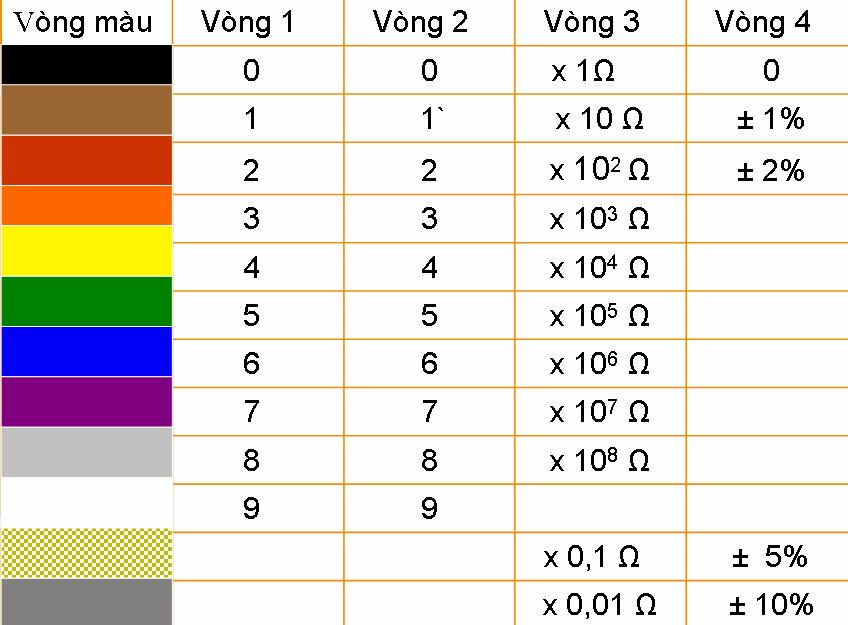 Vòng màu Vòng 1 Vòng 2 Vòng 3 Vòng 4
0 0 x 1Ω 0
1 1` x 10 Ω ± 1%
2 2 x 10² Ω ± 2%
3 3 x 10³ Ω
4 4 x 10⁴ Ω
5 5 x 10⁵ Ω
6 6 x 10⁶ Ω
7 7 x 10⁷ Ω
8 8 x 10⁸ Ω
9 9
x 0,1 Ω ± 5%
x 0,01 Ω ± 10%